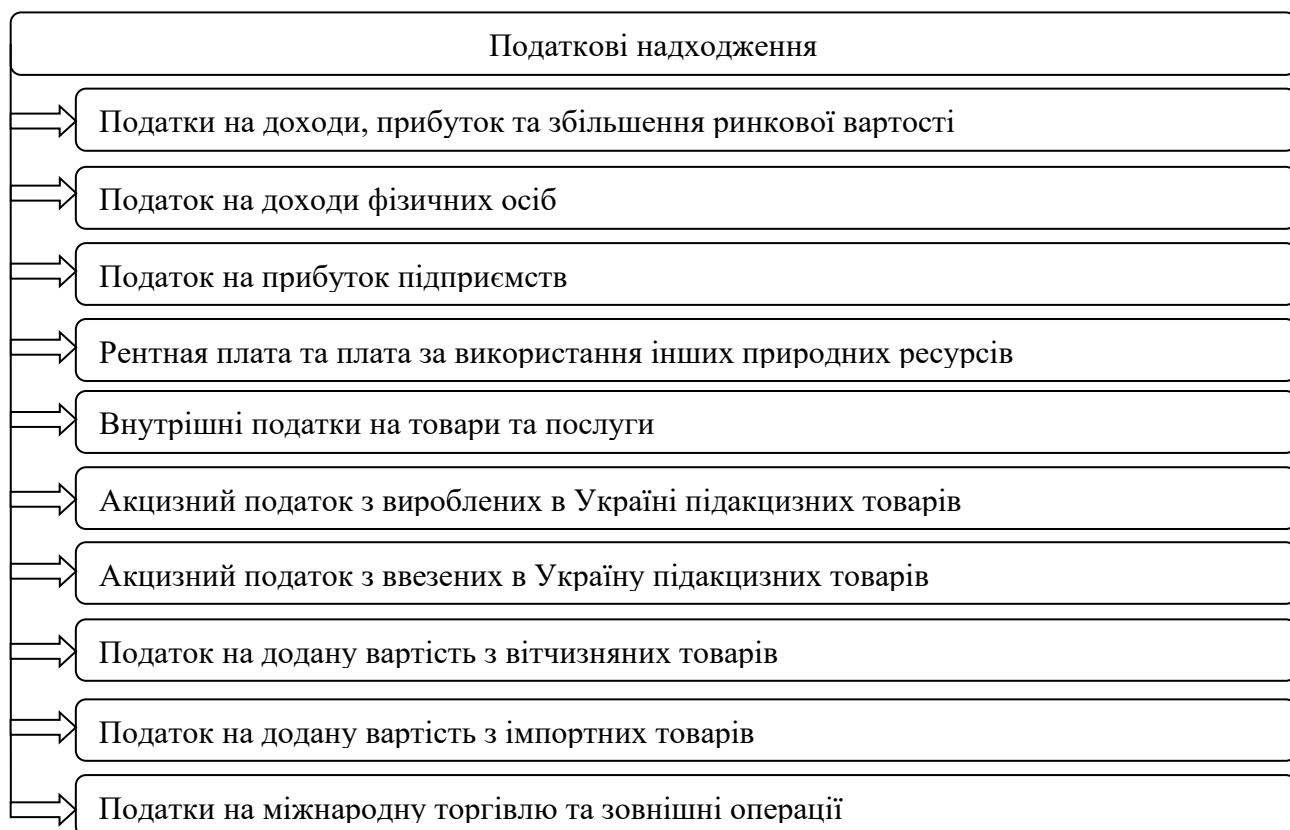 Податкові надходження
Податки на доходи, прибуток та збільшення ринкової вартості
Податок на доходи фізичних осіб
Податок на прибуток підприємств
Рентная плата та плата за використання інших природних ресурсів
Внутрішні податки на товари та послуги
Акцизний податок з вироблених в Україні підакцизних товарів
Акцизний податок з ввезених в Україну підакцизних товарів
Податок на додану вартість з вітчизняних товарів
Податок на додану вартість з імпортних товарів
Податки на міжнародну торгівлю та зовнішні операції